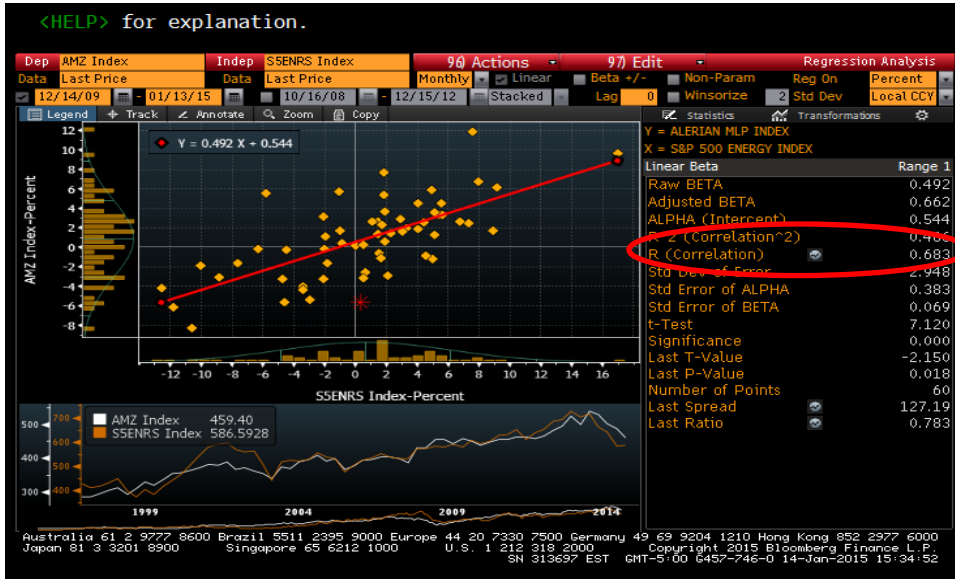 <HELP> for explanation.
Dep AMZ Index Indep S5ENRS Index 96) Actions 97) Edit Regression Analysis
Data Last Price Data Last Price Monthly Linear Beta +/- Non-Param Reg On Percent
12/14/09 - 01/13/15 10/16/08 - 12/15/12 Stacked Lag 0 Winsorize 2 Std Dev Local CCY
Legend Track Annotate Zoom Copy Statistics Transformations
Y = ALERIAN MLP INDEX
X = S&P 500 ENERGY INDEX
Linear Beta Range 1
Raw BETA 0.492
Adjusted BETA 0.662
ALPHA (Intercept) 0.544
R^2 (Correlation^2) 0.466
R (Correlation) 0.683
Std Dev of Error 2.948
Std Error of ALPHA 0.383
Std Error of BETA 0.069
t-Test 7.120
Significance 0.000
Last T-Value -2.150
Last P-Value 0.018
Number of Points 60
Last Spread 127.19
Last Ratio 0.783
Y = 0.492 X + 0.544
AMZ Index-Percent
12
10
8
6
4
2
0
-2
-4
-6
-8
-12 -10 -8 -6 -4 -2 0 2 4 6 8 10 12 14 16
S5ENRS Index-Percent
AMZ Index 459.40
S5ENRS Index 586.5928
500 700
600
400 500
300 400
1999 2004 2009 2014
Australia 61 2 9777 8600 Brazil 5511 2395 9000 Europe 44 20 7330 7500 Germany 49 69 9204 1210 Hong Kong 852 2977 6000
Japan 81 3 3201 8900 Singapore 65 6212 1000 U.S. 1 212 318 2000 Copyright 2015 Bloomberg Finance L.P.
SN 313697 EST GMT-5:00 G457-746-0 14-Jan-2015 15:34:52